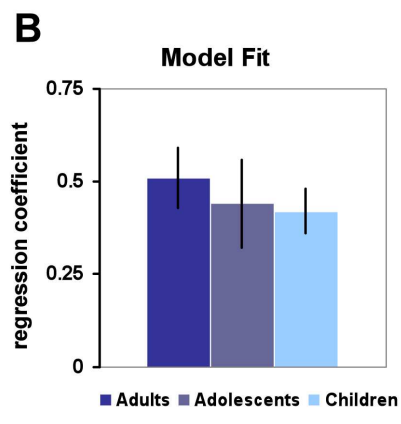 B
Model Fit
regression coefficient
0.75
0.5
0.25
0
Adults Adolescents Children